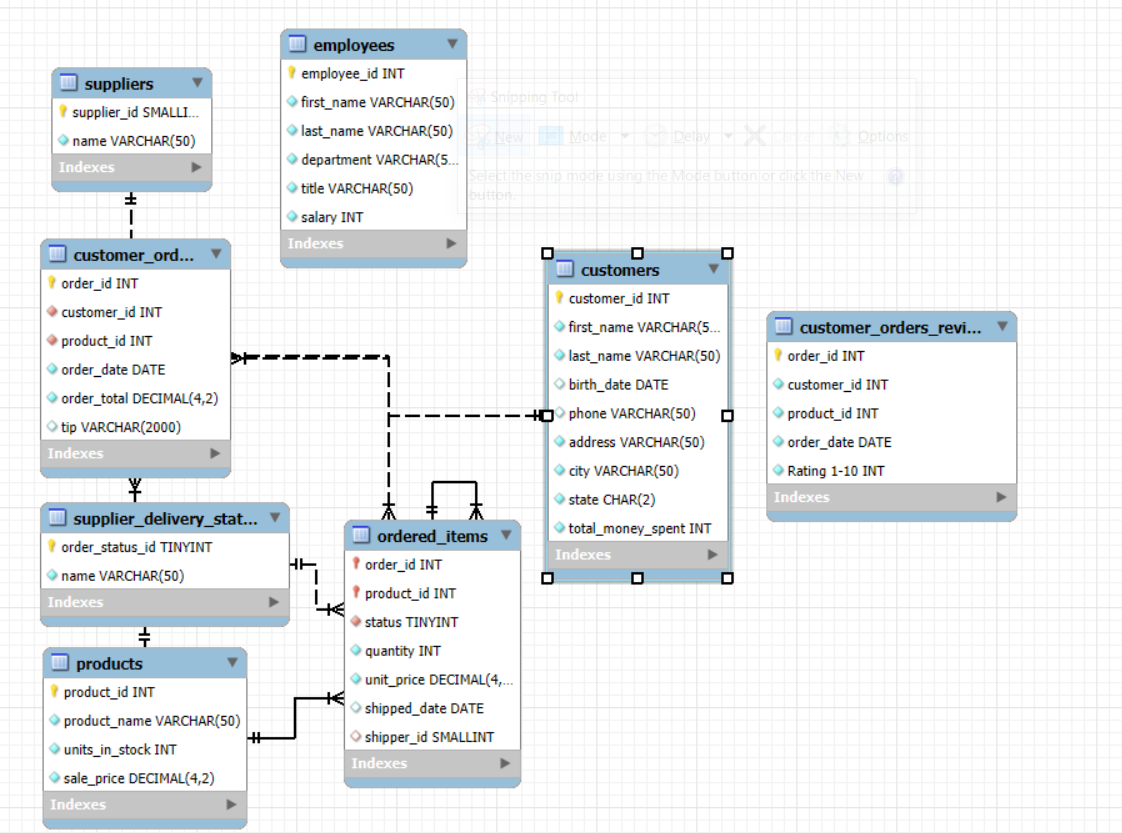 suppliers
supplier_id SMALLI...
name VARCHAR(50)
Indexes
employees
employee_id INT
first_name VARCHAR(50)
last_name VARCHAR(50)
department VARCHAR(5...
title VARCHAR(50)
salary INT
Indexes
Snipping Tool
New Mode Delay Options
Select the snip mode using the Mode button or click the New
button.
customer_ord...
order_id INT
customer_id INT
product_id INT
order_date DATE
order_total DECIMAL(4,2)
tip VARCHAR(2000)
Indexes
customers
customer_id INT
first_name VARCHAR(5...
last_name VARCHAR(50)
birth_date DATE
phone VARCHAR(50)
address VARCHAR(50)
city VARCHAR(50)
state CHAR(2)
total_money_spent INT
Indexes
customer_orders_revi...
order_id INT
customer_id INT
product_id INT
order_date DATE
Rating 1-10 INT
Indexes
supplier_delivery_stat...
order_status_id TINYINT
name VARCHAR(50)
Indexes
ordered_items
order_id INT
product_id INT
status TINYINT
quantity INT
unit_price DECIMAL(4,...
shipped_date DATE
shipper_id SMALLINT
Indexes
products
product_id INT
product_name VARCHAR(50)
units_in_stock INT
sale_price DECIMAL(4,2)
Indexes